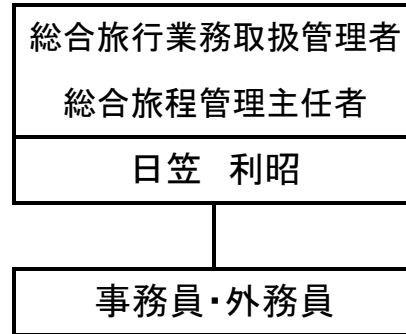 総合旅行業務取扱管理者
総合旅程管理主任者
日笠　利昭
事務員・外務員